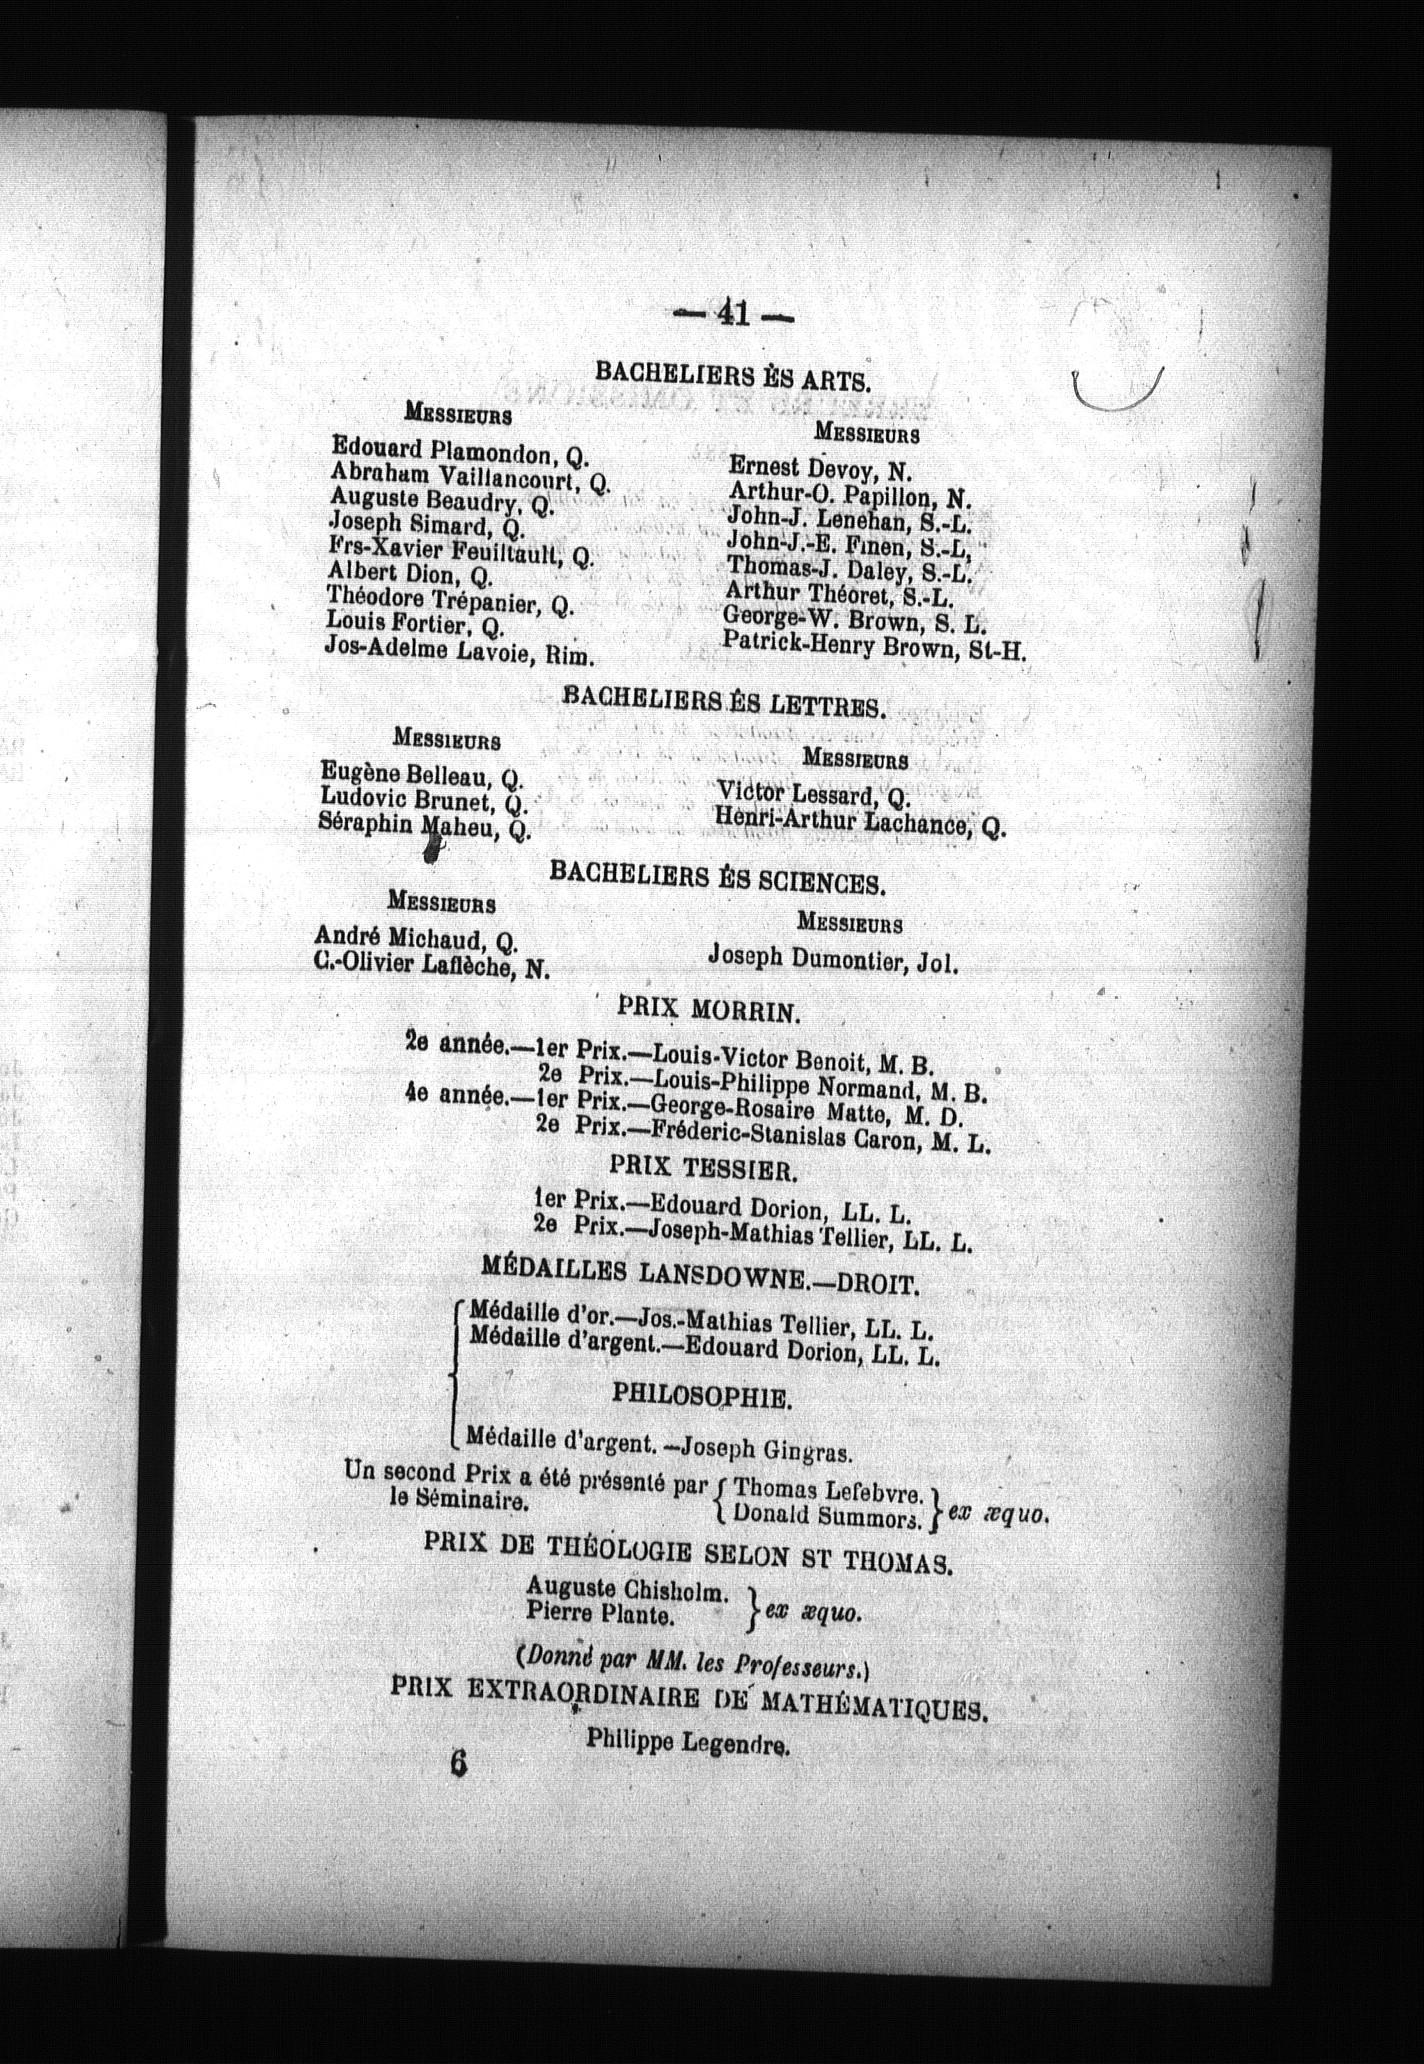 — 41 —
BACHELIERS ÈS ARTS.
MESSIEURS
Edouard Plamondon, Q.
Abraham Vaillancourt, Q.
Auguste Beaudry, Q.
Joseph Simard, Q.
Frs-Xavier Feuiltault, Q.
Albert Dion, Q.
Théodore Trépanier, Q.
Louis Fortier, Q.
Jos-Adelme Lavoie, Rim.
MESSIEURS
Ernest Devoy, N.
Arthur-O. Papillon, N.
John-J. Lenehan, S.-L.
John-J.-E. Finen, S.-L,
Thomas-J. Daley, S.-L.
Arthur Théoret, S.-L.
George-W. Brown, S. L.
Patrick-Henry Brown, St-H.
BACHELIERS ÈS LETTRES.
MESSIEURS
Eugène Belleau, Q.
Ludovic Brunet, Q.
Séraphin Maheu, Q.
MESSIEURS
Victor Lessard, Q.
Henri-Arthur Lachance, Q.
BACHELIERS ÈS SCIENCES.
MESSIEURS
André Michaud, Q.
C.-Olivier Laflèche, N.
MESSIEURS
Joseph Dumontier, Jol.
PRIX MORRIN.
2e année.—1er Prix.—Louis-Victor Benoit, M. B.
2e Prix.—Louis-Philippe Normand, M. B.
4e année.—1er Prix.—George-Rosaire Matte, M. D.
2e Prix.—Fréderic-Stanislas Caron, M. L.
PRIX TESSIER.
1er Prix.—Edouard Dorion, LL. L.
2e Prix.—Joseph-Mathias Tellier, LL. L.
MÉDAILLES LANSDOWNE.—DROIT.
Médaille d'or.—Jos.-Mathias Tellier, LL. L.
Médaille d'argent.—Edouard Dorion, LL. L.
PHILOSOPHIE.
Médaille d'argent.—Joseph Gingras.
Un second Prix a été présenté par { Thomas Lefebvre. } ex æquo.
le Séminaire. { Donald Summors. }
PRIX DE THÉOLOGIE SELON ST THOMAS.
Auguste Chisholm. } ex æquo.
Pierre Plante. }
(Donné par MM. les Professeurs.)
PRIX EXTRAORDINAIRE DE MATHÉMATIQUES.
Philippe Legendre.
6